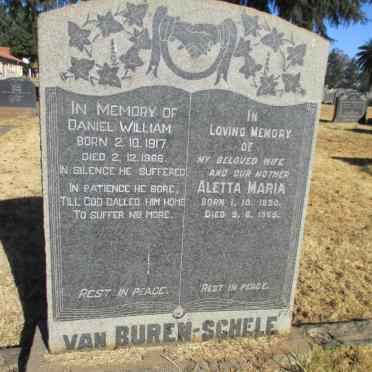 IN MEMORY OF
DANIEL WILLIAM
BORN 2.10.1917.
DIED 2.12.1968.
IN SILENCE HE SUFFERED
IN PATIENCE HE BORE,
TILL GOD CALLED HIM HOME
TO SUFFER NO MORE.
REST IN PEACE.
IN
LOVING MEMORY
OF
MY BELOVED WIFE
AND OUR MOTHER
ALETTA MARIA
BORN 1.10.1890.
DIED 9.8.1955.
REST IN PEACE.
VAN BUREN-SCHELE